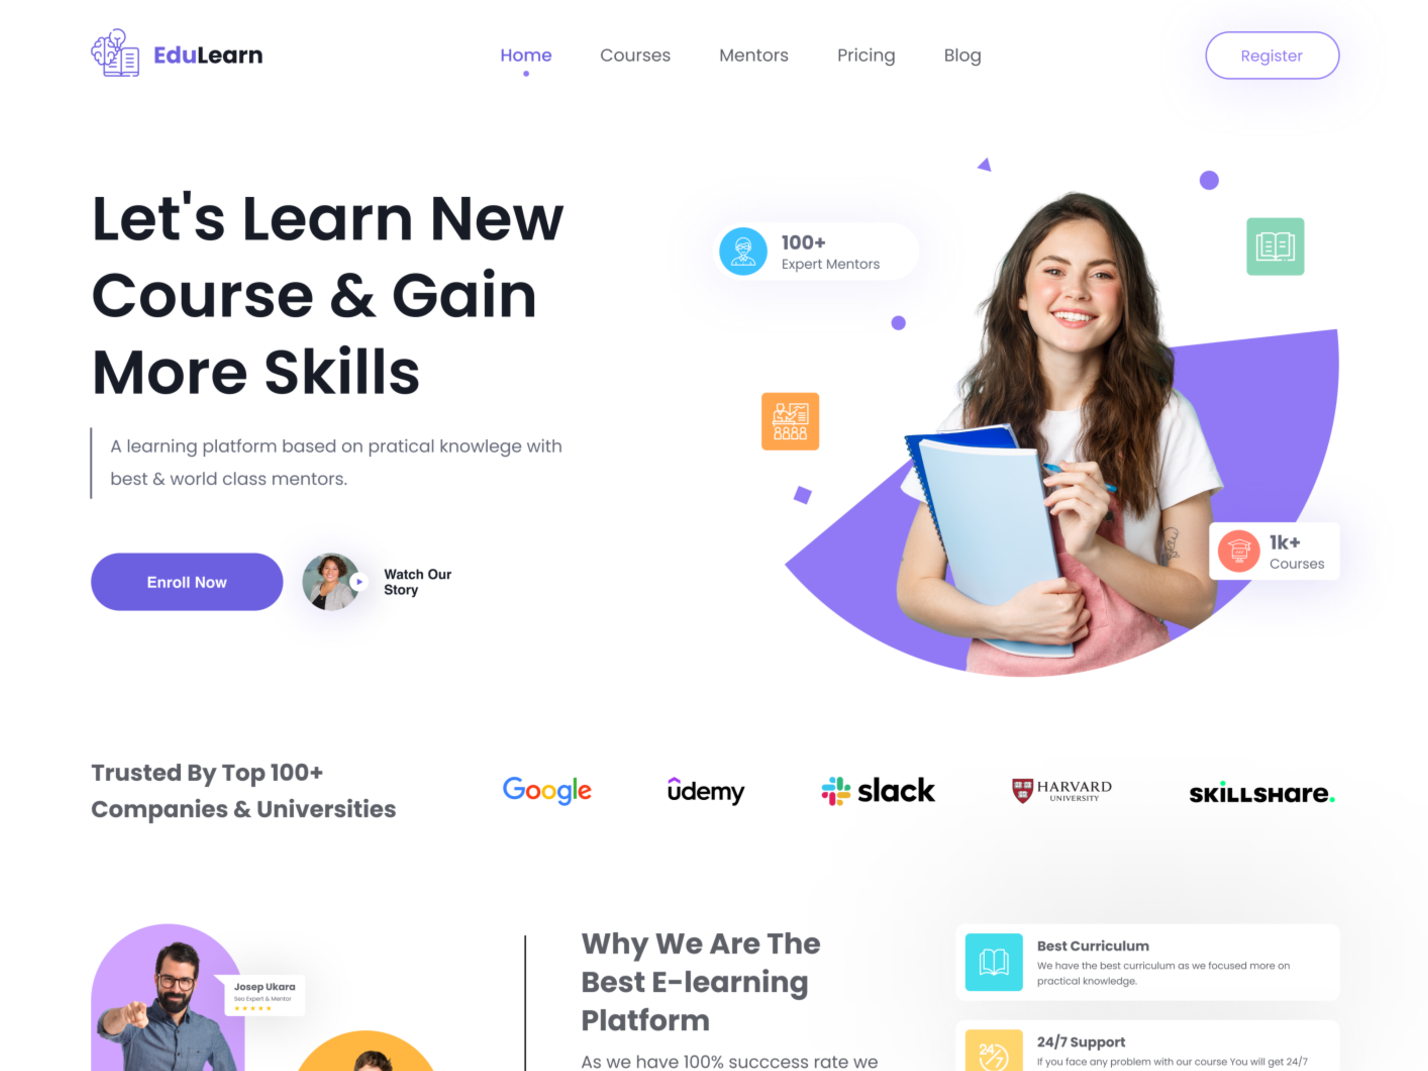 EduLearn
Home
Courses
Mentors
Pricing
Blog
Register
Let's Learn New
Course & Gain
More Skills
A learning platform based on pratical knowlege with
best & world class mentors.
Enroll Now
Watch Our
Story
100+
Expert Mentors
1k+
Courses
Trusted By Top 100+
Companies & Universities
Google
ûdemy
slack
HARVARD
UNIVERSITY
SKILLSHARE.
Josep Ukara
Seo Expert & Mentor
Why We Are The
Best E-learning
Platform
As we have 100% succcess rate we
Best Curriculum
We have the best curriculum as we focused more on
practical knowledge.
24/7
24/7 Support
If you face any problem with our course You will get 24/7